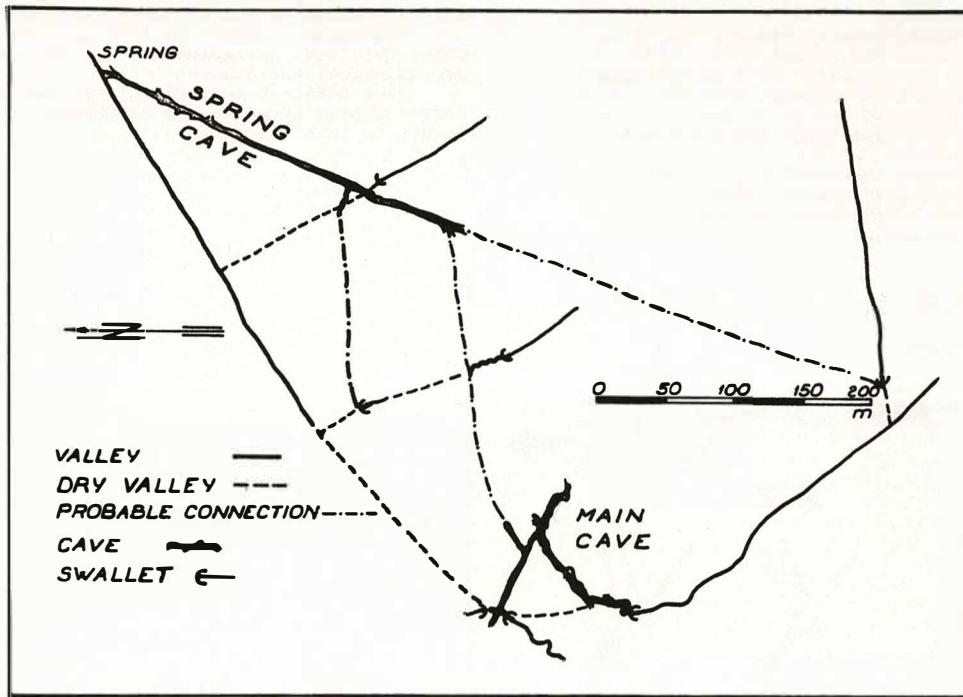 SPRING
SPRING
CAVE
N
0 50 100 150 200
m
VALLEY
DRY VALLEY
PROBABLE CONNECTION
CAVE
SWALLET
MAIN
CAVE